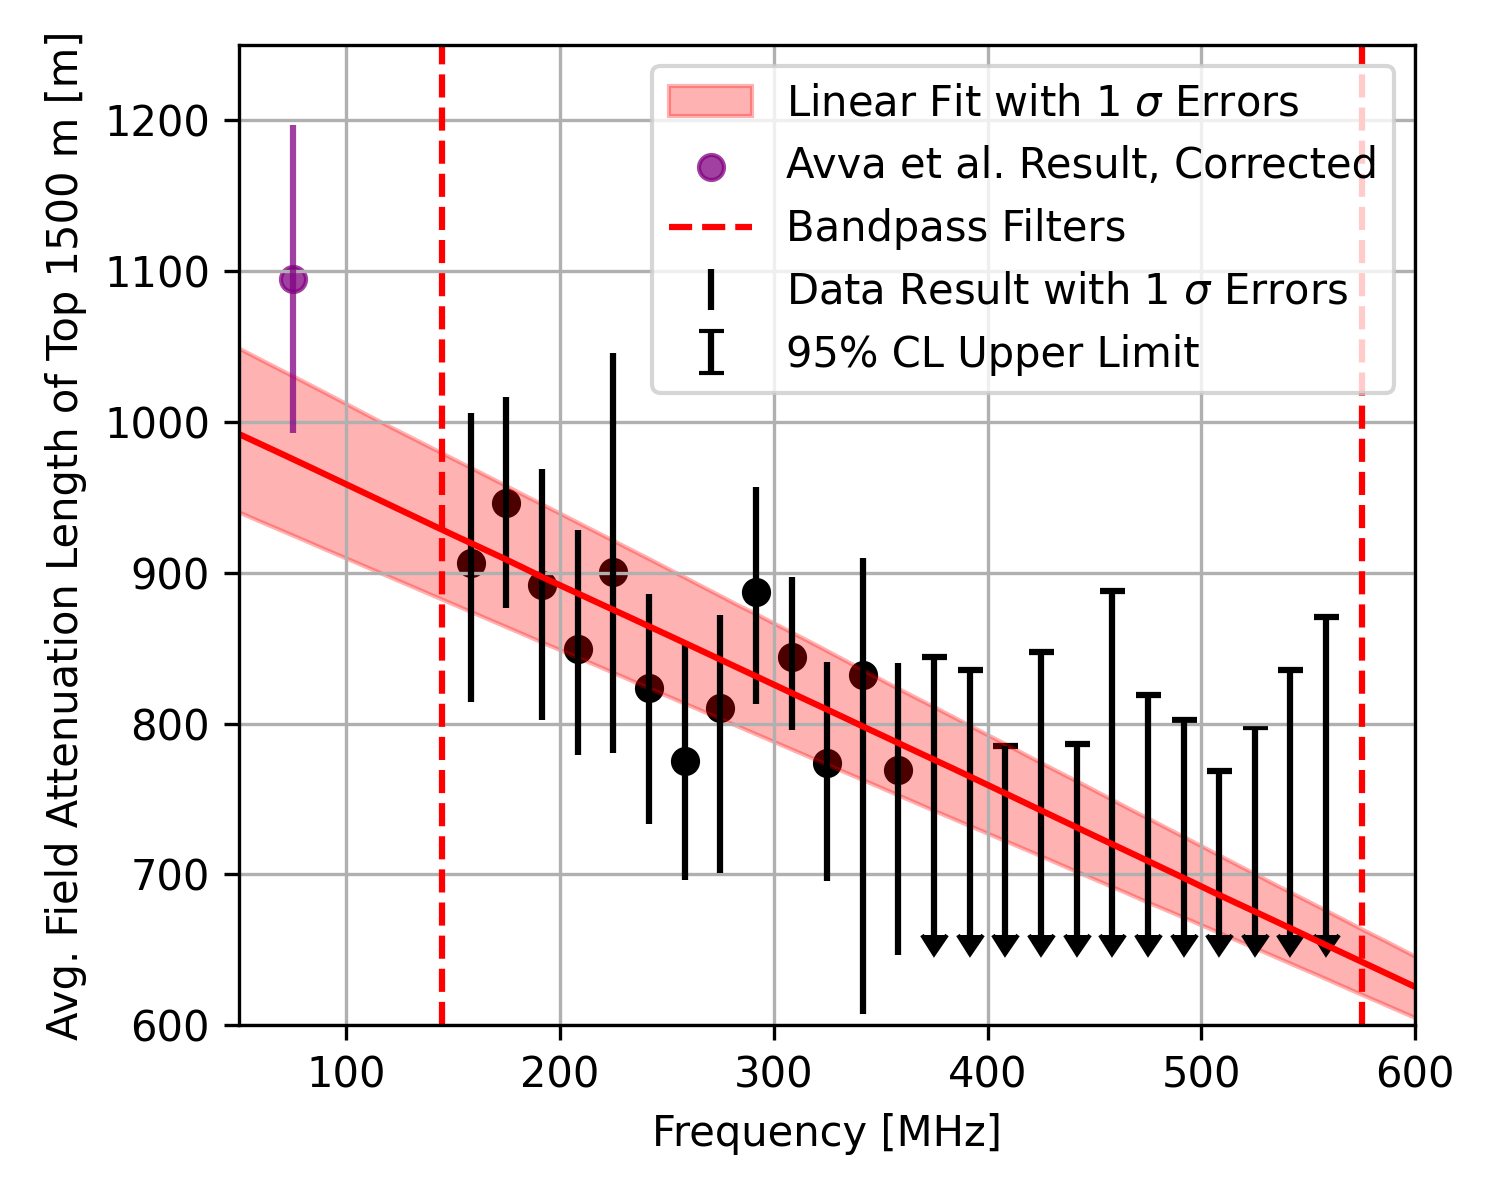 Avg. Field Attenuation Length of Top 1500 m [m]
1200
1100
1000
900
800
700
600
Linear Fit with 1 σ Errors
Avva et al. Result, Corrected
Bandpass Filters
Data Result with 1 σ Errors
95% CL Upper Limit
100 200 300 400 500 600
Frequency [MHz]